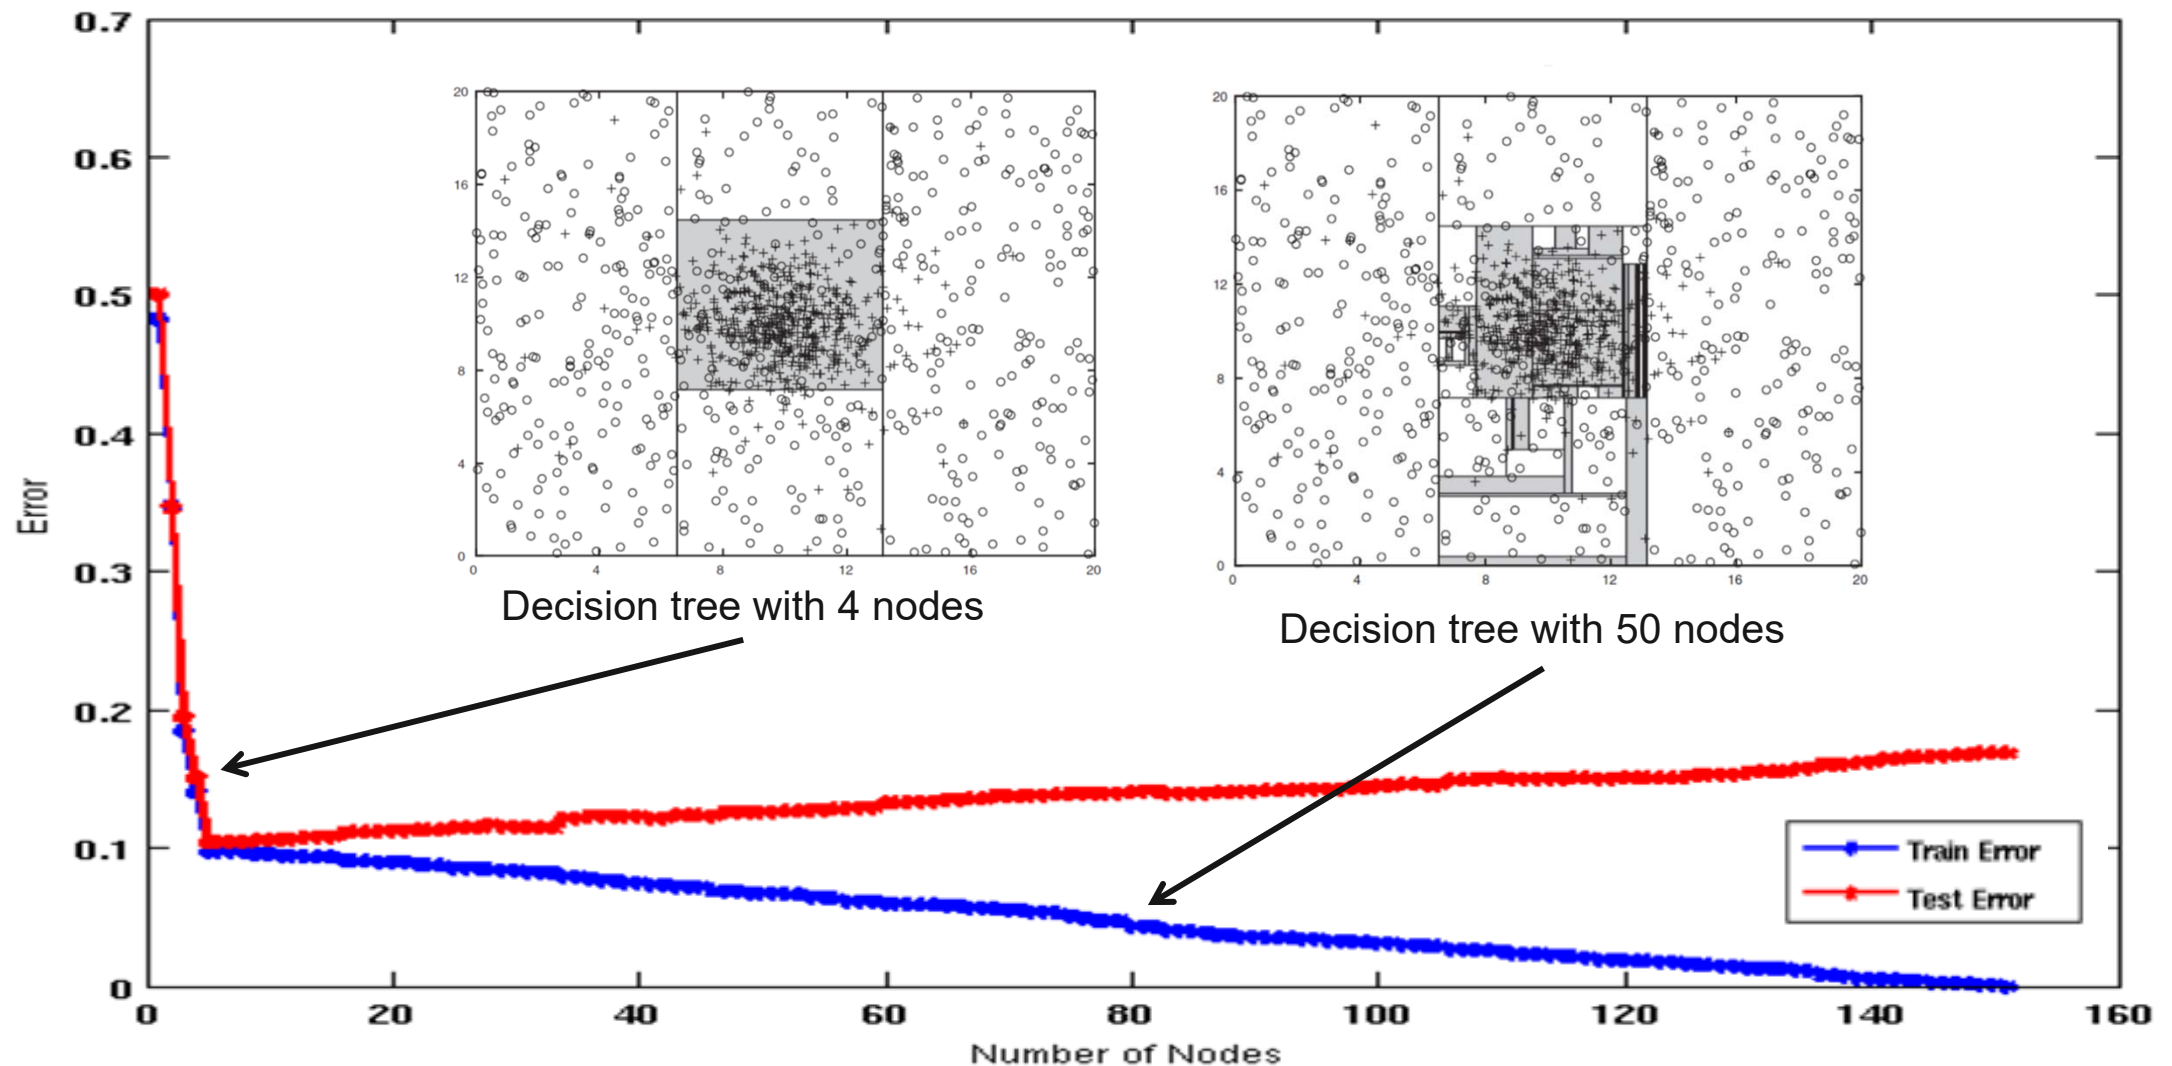 0.7
0.6
0.5
0.4
0.3
0.2
0.1
0
Error
20
16
12
8
4
0
0 4 8 12 16 20
Decision tree with 4 nodes
20
16
12
8
4
0
0 4 8 12 16 20
Decision tree with 50 nodes
Train Error
Test Error
0 20 40 60 80 100 120 140 160
Number of Nodes